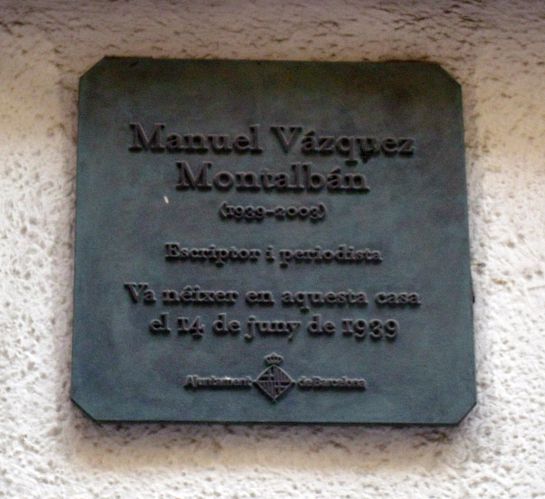 Manuel Vázquez
Montalbán
(1939-2003)
Escriptor i periodista
Va néixer en aquesta casa
el 14 de juny de 1939
Ajuntament de Barcelona